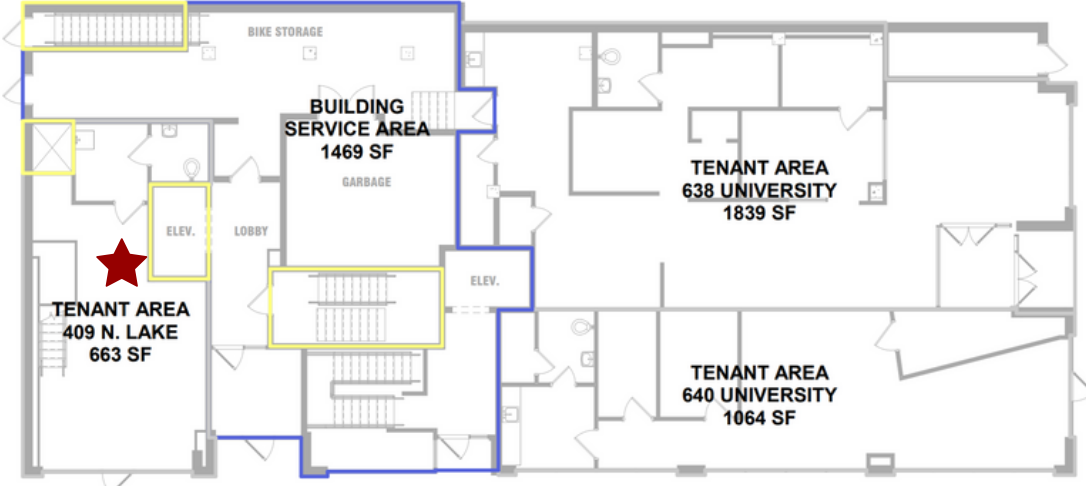 BIKE STORAGE
BUILDING
SERVICE AREA
1469 SF
GARBAGE
TENANT AREA
638 UNIVERSITY
1839 SF
ELEV.
LOBBY
ELEV.
TENANT AREA
409 N. LAKE
663 SF
TENANT AREA
640 UNIVERSITY
1064 SF